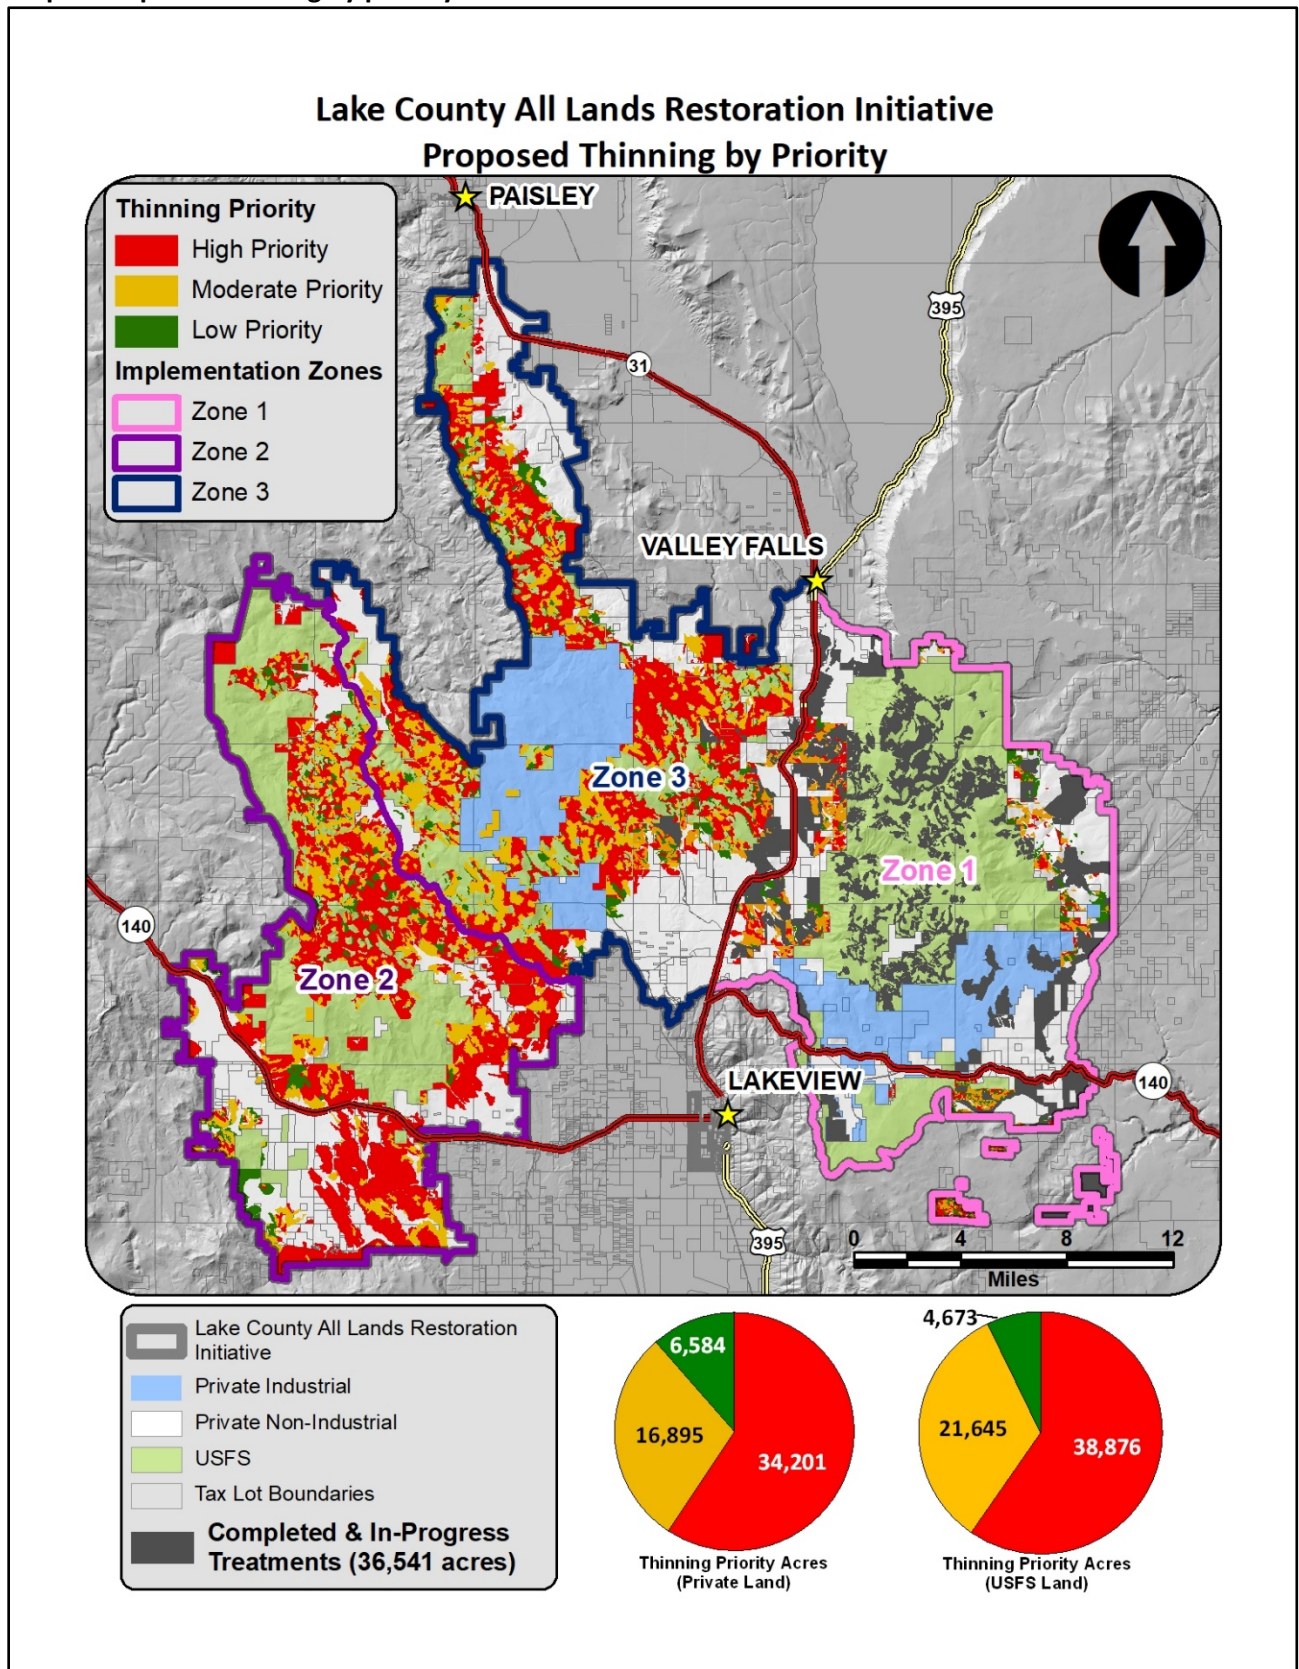 Lake County All Lands Restoration Initiative
Proposed Thinning by Priority
Thinning Priority
High Priority
Moderate Priority
Low Priority
Implementation Zones
Zone 1
Zone 2
Zone 3
PAISLEY
395
31
VALLEY FALLS
Zone 3
Zone 1
140
Zone 2
LAKEVIEW
140
395
0 4 8 12
Miles
Lake County All Lands Restoration
Initiative
Private Industrial
Private Non-Industrial
USFS
Tax Lot Boundaries
Completed & In-Progress
Treatments (36,541 acres)
6,584
16,895
34,201
Thinning Priority Acres
(Private Land)
4,673
21,645
38,876
Thinning Priority Acres
(USFS Land)